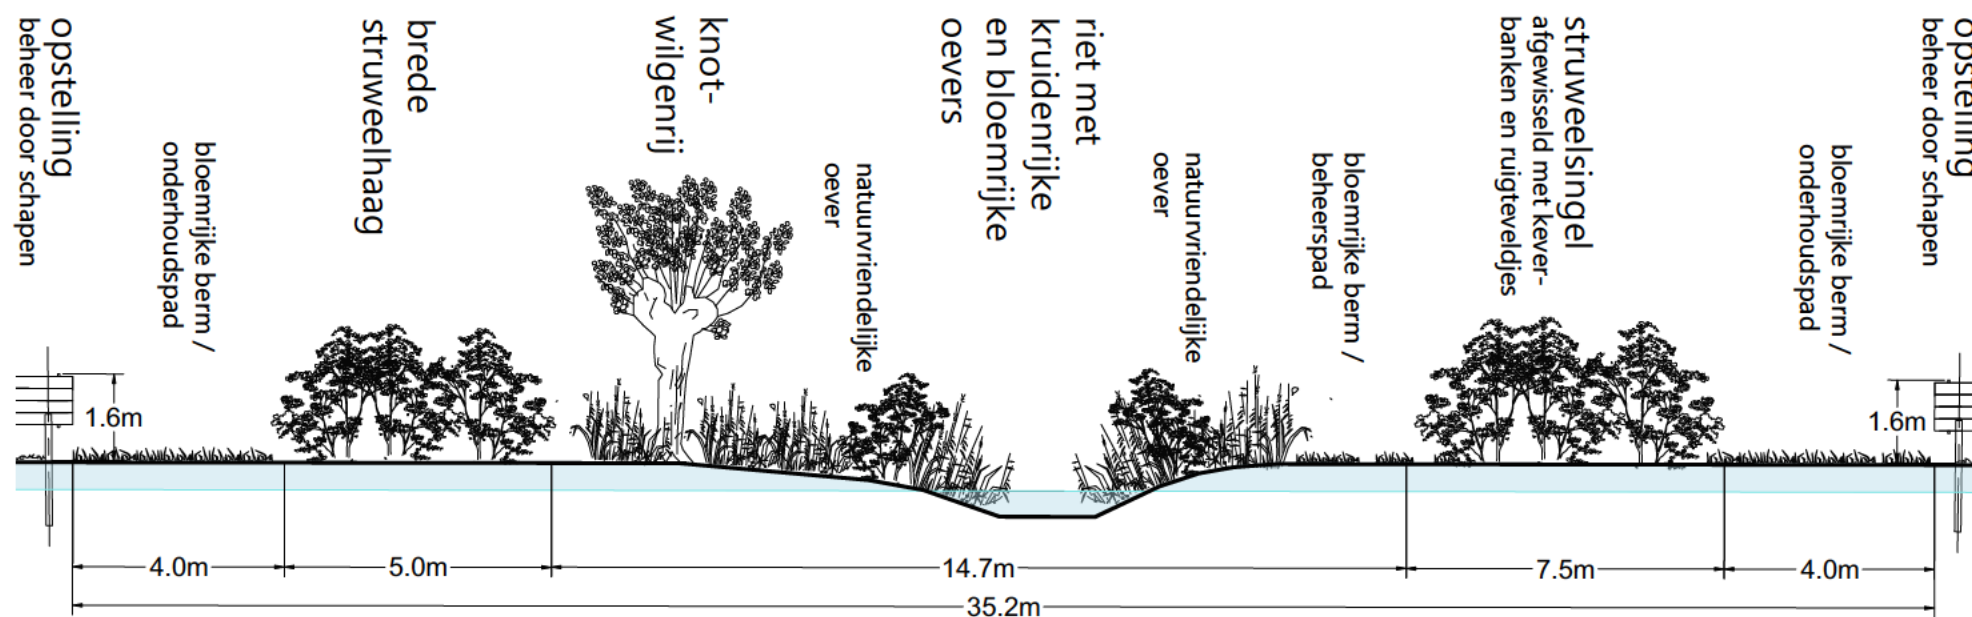 opstelling
beheer door schapen
bloemrijke berm /
onderhoudspad
brede
struweelhaag
knot-
wilgenrij
natuurvriendelijke
oever
riet met
kruidenrijke
en bloemrijke
oevers
natuurvriendelijke
oever
bloemrijke berm /
beheerspad
struweelsingel
afgewisseld met kever-
banken en ruigteveldjes
bloemrijke berm /
onderhoudspad
opstelling
beheer door schapen
1.6m
1.6m
4.0m
5.0m
14.7m
7.5m
4.0m
35.2m